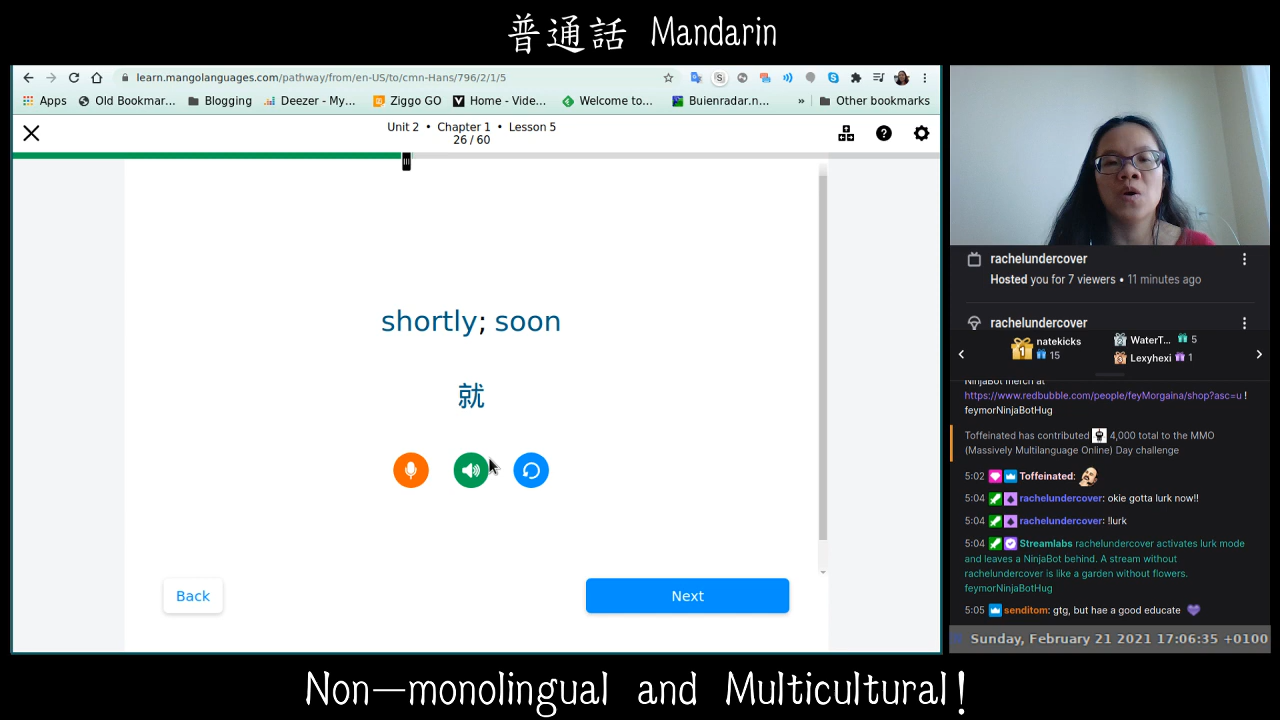 普通話 Mandarin
learn.mangolanguages.com/pathway/from/en-US/to/cmn-Hans/796/2/1/5
Apps Old Bookmar... Blogging Deezer - My... Ziggo GO Home - Vide... Welcome to... Buienradar.n... » Other bookmarks
Unit 2 • Chapter 1 • Lesson 5
26 / 60
shortly; soon
就
Back
Next
rachelundercover
Hosted you for 7 viewers • 11 minutes ago
rachelundercover
1 natekicks
15
WaterT... 5
Lexyhexi 1
NinjaBot merch at
https://www.redbubble.com/people/feyMorgaina/shop?asc=u !
feymorNinjaBotHug
Toffeinated has contributed 4,000 total to the MMO
(Massively Multilanguage Online) Day challenge
5:02 Toffeinated:
5:04 rachelundercover: okie gotta lurk now!!
5:04 rachelundercover: !lurk
5:04 Streamlabs rachelundercover activates lurk mode
and leaves a NinjaBot behind. A stream without
rachelundercover is like a garden without flowers.
feymorNinjaBotHug
5:05 senditom: gtg, but hae a good educate
Sunday, February 21 2021 17:06:35 +0100
Non-monolingual and Multicultural!